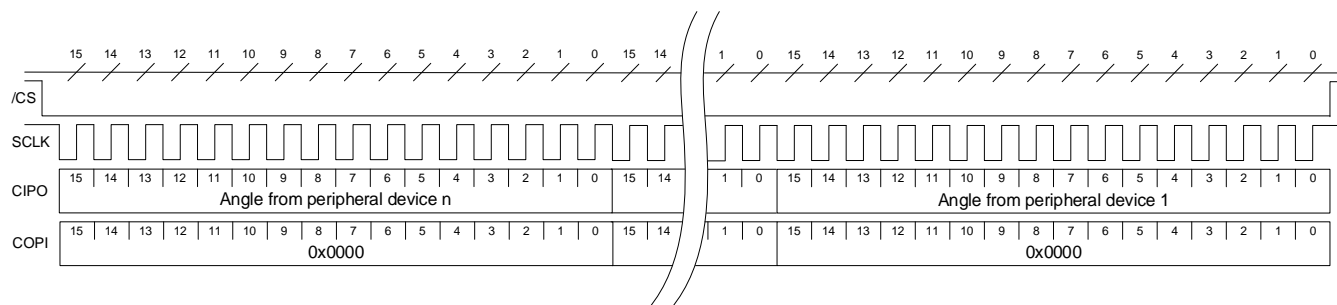 15 14 13 12 11 10 9 8 7 6 5 4 3 2 1 0 15 14 1 0 15 14 13 12 11 10 9 8 7 6 5 4 3 2 1 0
/CS
SCLK
15 14 13 12 11 10 9 8 7 6 5 4 3 2 1 0 15 14 1 0 15 14 13 12 11 10 9 8 7 6 5 4 3 2 1 0
CIPO
Angle from peripheral device n Angle from peripheral device 1
15 14 13 12 11 10 9 8 7 6 5 4 3 2 1 0 15 14 1 0 15 14 13 12 11 10 9 8 7 6 5 4 3 2 1 0
COPI
0x0000 0x0000